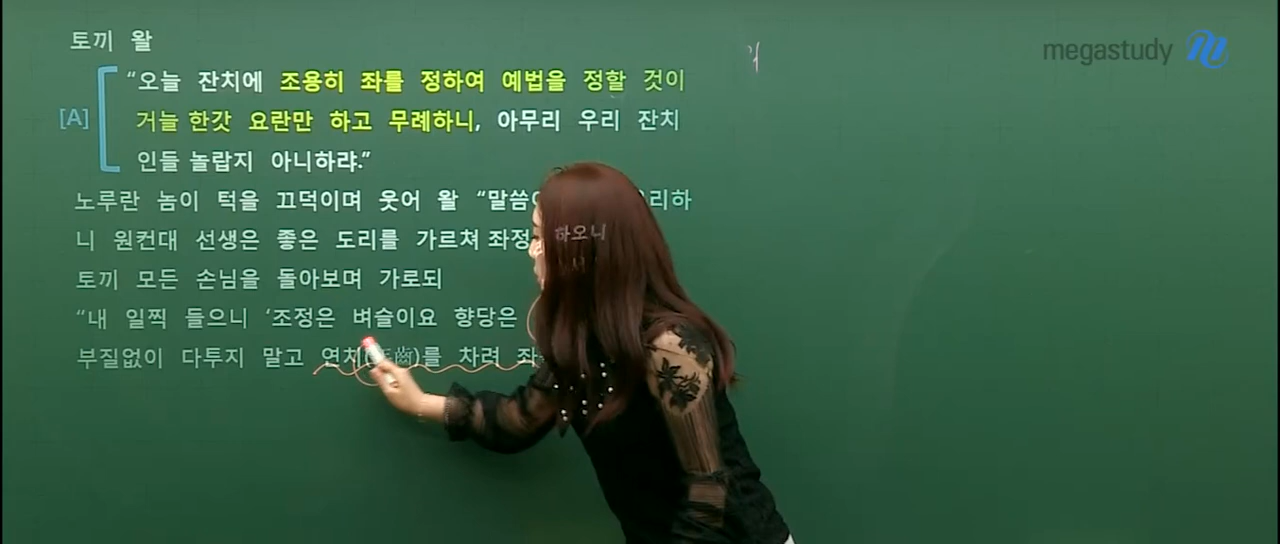 토끼 왈
megastudy
[A]
“오늘 잔치에 조용히 좌를 정하여 예법을 정할 것이
거늘 한갓 요란만 하고 무례하니, 아무리 우리 잔치
인들 놀랍지 아니하랴.”
노루란 놈이 턱을 끄덕이며 웃어 왈 “말씀 리하
니 원컨대 선생은 좋은 도리를 가르쳐 좌정 하오니
토끼 모든 손님을 돌아보며 가로되
“내 일찍 들으니 ‘조정은 벼슬이요 향당은
부질없이 다투지 말고 연치 齒)를 차려 좌